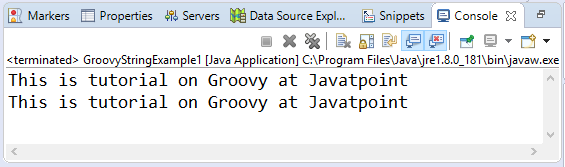 Markers Properties Servers Data Source Expl... Snippets Console
<terminated> GroovyStringExample1 [Java Application] C:\Program Files\Java\jre1.8.0_181\bin\javaw.exe
This is tutorial on Groovy at Javatpoint
This is tutorial on Groovy at Javatpoint